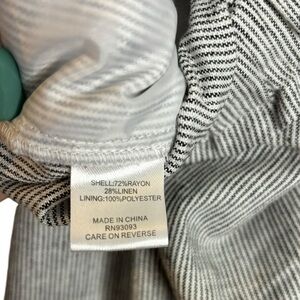 SHELL:72%RAYON
28%LINEN
LINING:100%POLYESTER
MADE IN CHINA
RN93093
CARE ON REVERSE